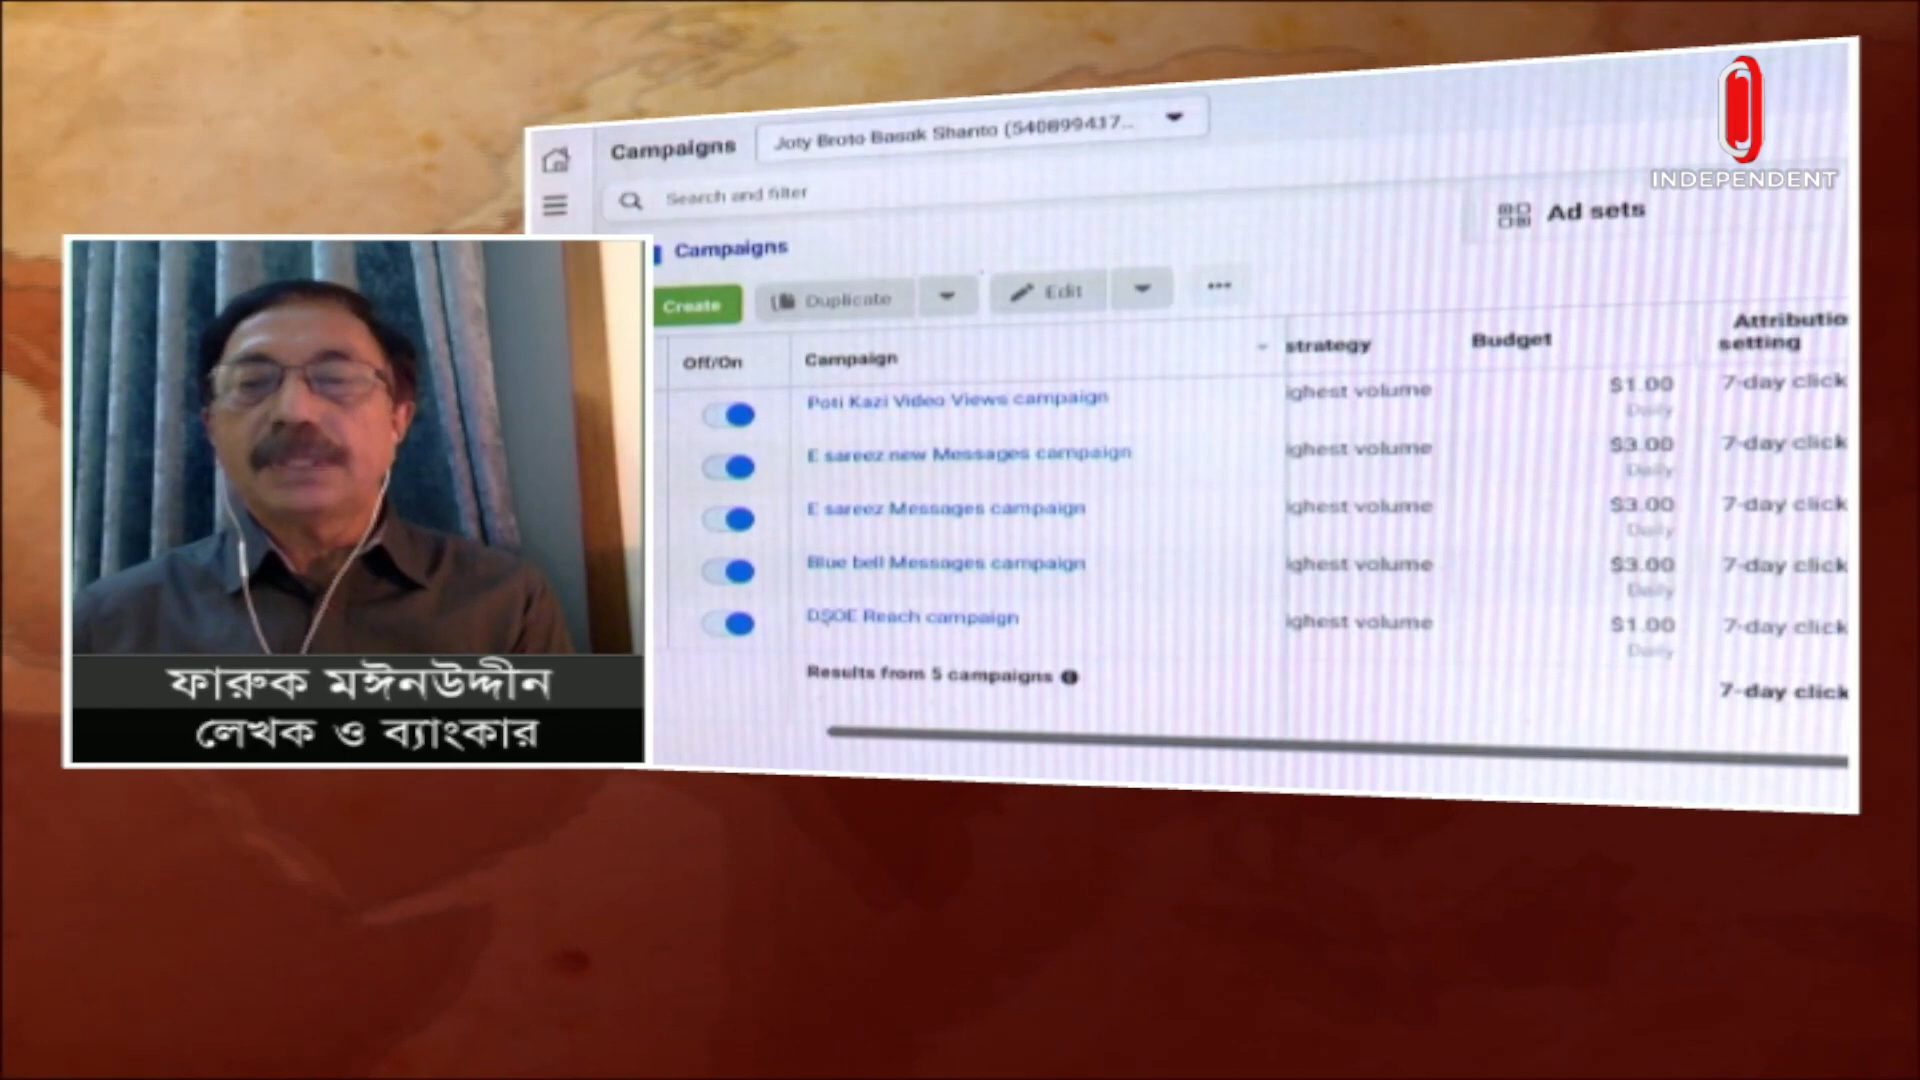 INDEPENDENT
Campaigns
Joty Broto Basak Shanto (540899417...
Search and filter
Campaigns
Ad sets
Create
Duplicate
Edit
...
Off/On
Campaign
strategy
Budget
Attributio
setting
Poti Kazi Video Views campaign
ighest volume
$1.00
Daily
7-day click
E sareez new Messages campaign
ighest volume
$3.00
Daily
7-day click
E sareez Messages campaign
ighest volume
$3.00
Daily
7-day click
Blue bell Messages campaign
ighest volume
$3.00
Daily
7-day click
DSOE Reach campaign
ighest volume
$1.00
Daily
7-day click
Results from 5 campaigns
7-day click
ফারুক মঈনউদ্দীন
লেখক ও ব্যাংকার